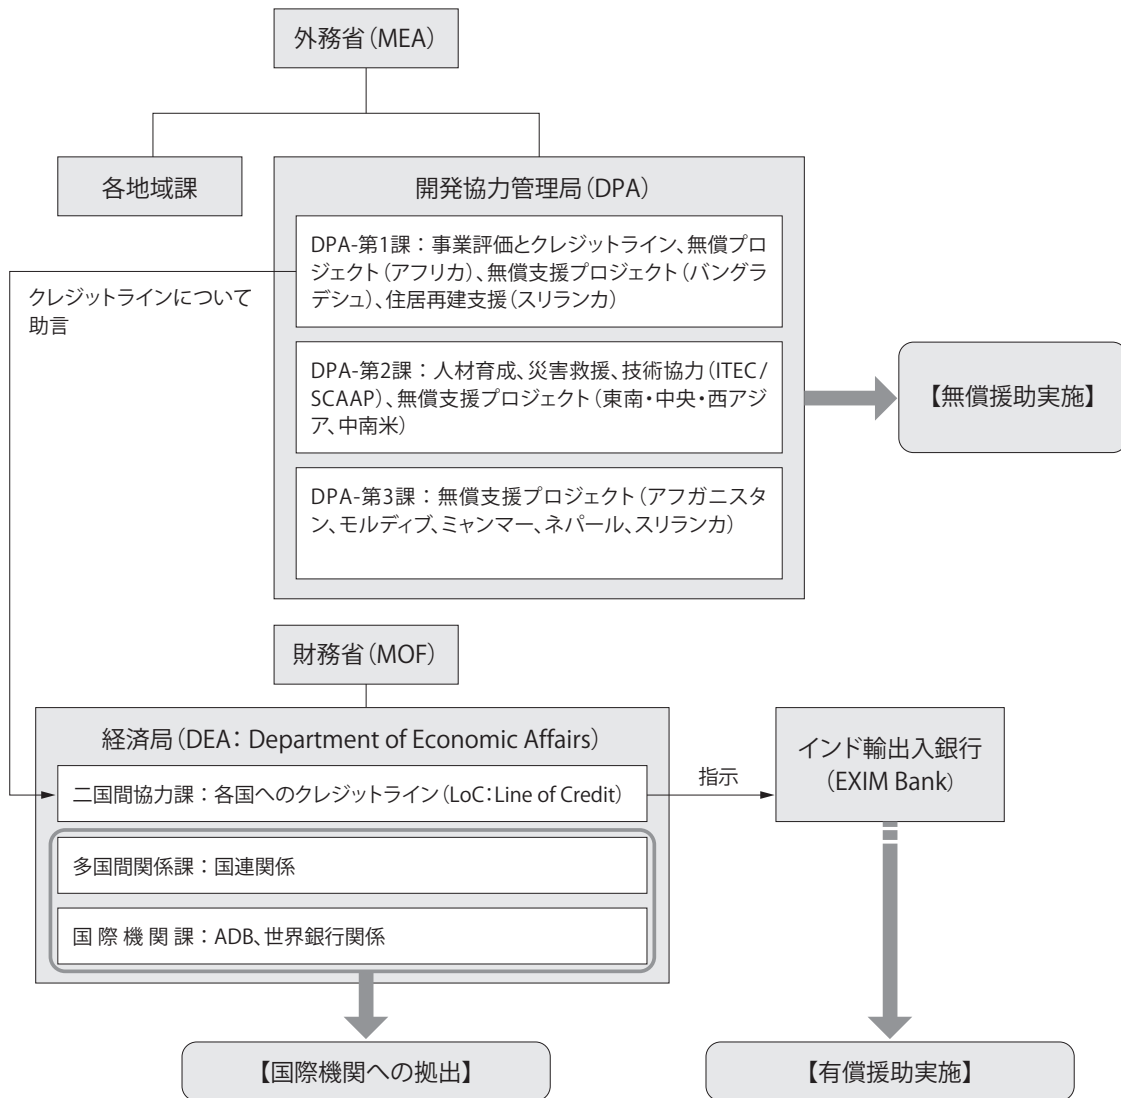 外務省(MEA)
各地域課
開発協力管理局(DPA)
DPA-第1課：事業評価とクレジットライン、無償プロ
ジェクト(アフリカ)、無償支援プロジェクト(バングラ
デシュ)、住居再建支援(スリランカ)
クレジットラインについて
助言
DPA-第2課：人材育成、災害救援、技術協力(ITEC/
SCAAP)、無償支援プロジェクト(東南・中央・西アジ
ア、中南米)
【無償援助実施】
DPA-第3課：無償支援プロジェクト(アフガニスタ
ン、モルディブ、ミャンマー、ネパール、スリランカ)
財務省(MOF)
経済局(DEA：Department of Economic Affairs)
二国間協力課：各国へのクレジットライン(LoC：Line of Credit)
指示
インド輸出入銀行
(EXIM Bank)
多国間関係課：国連関係
国際機関課：ADB、世界銀行関係
【国際機関への拠出】
【有償援助実施】